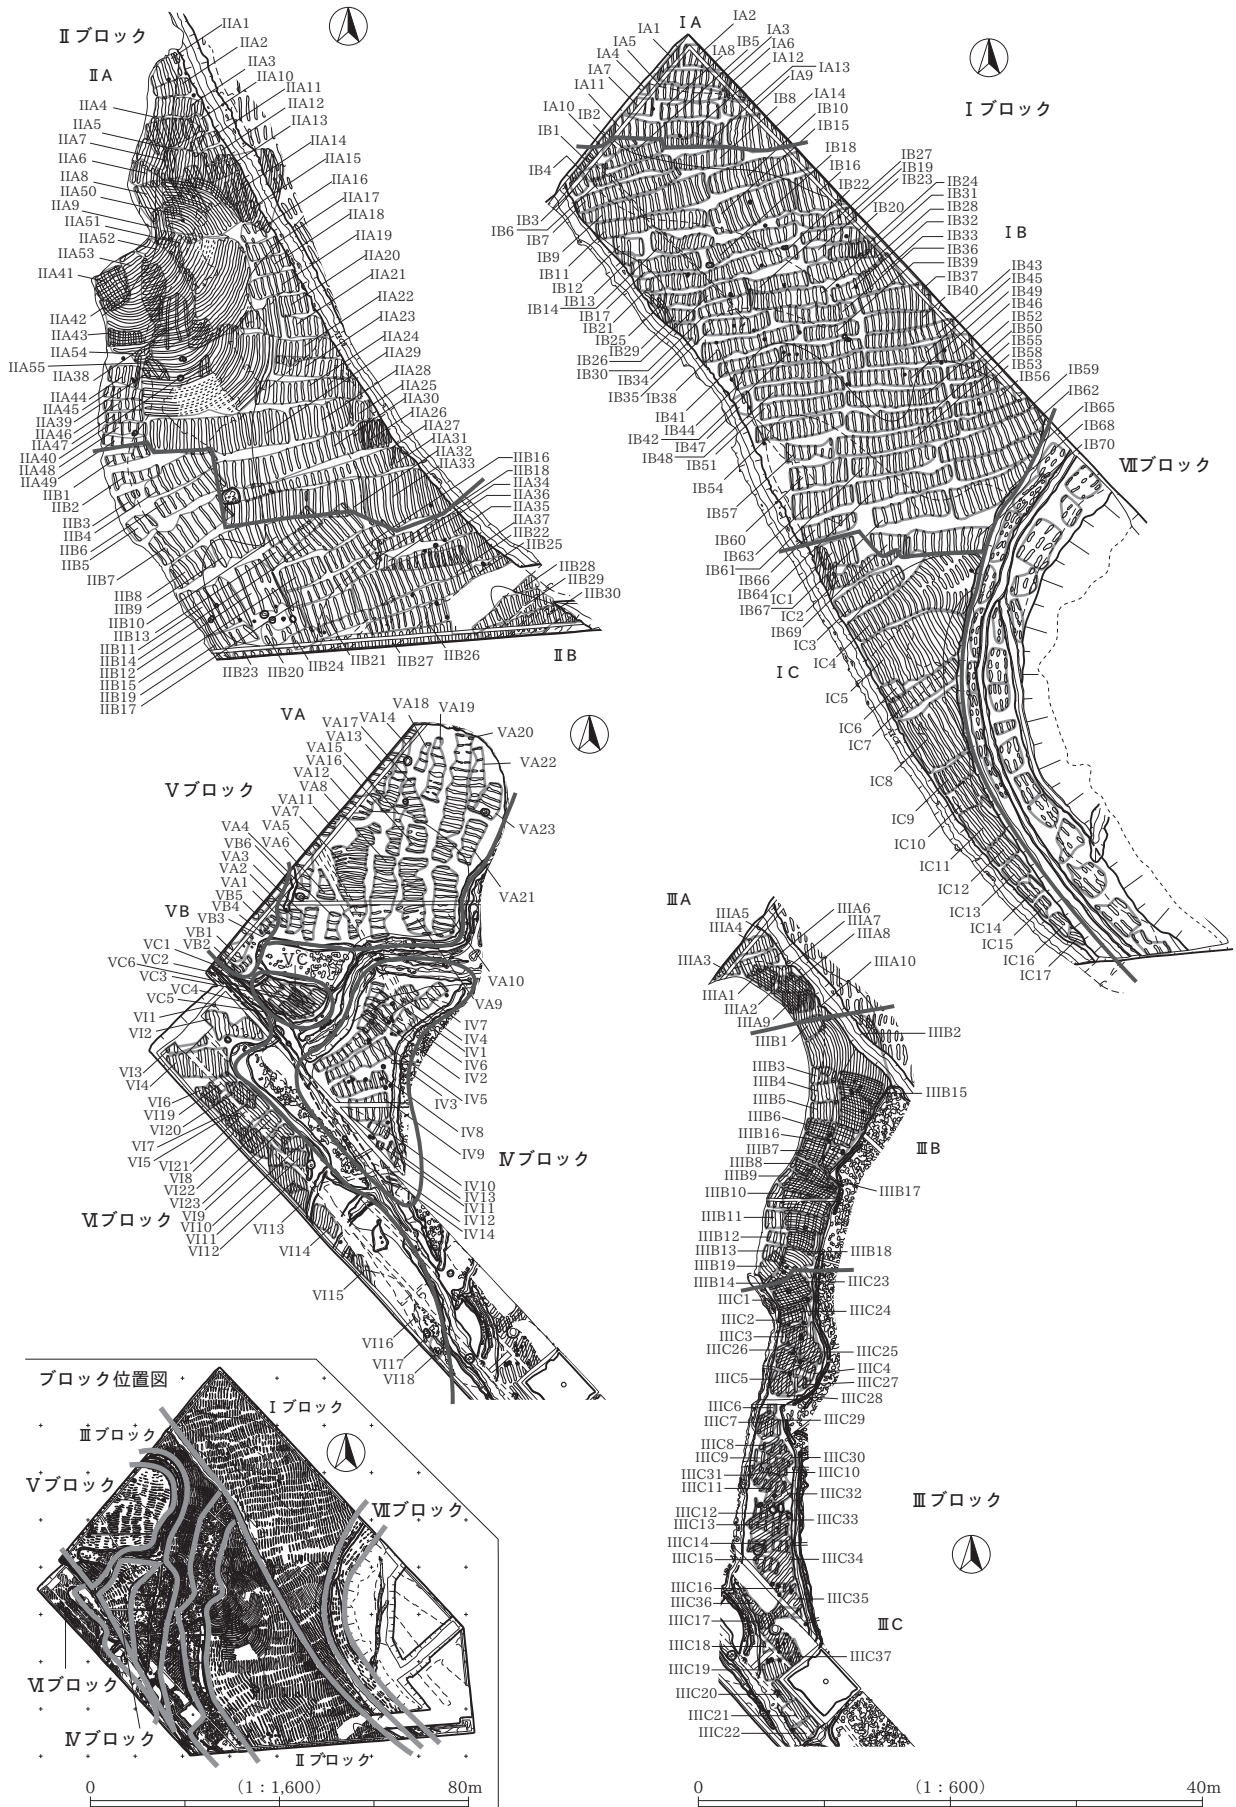 Ⅱブロック
ⅡA
IIA1
IIA2
IIA3
IIA10
IIA11
IIA12
IIA13
IIA14
IIA15
IIA16
IIA17
IIA18
IIA19
IIA20
IIA21
IIA22
IIA23
IIA24
IIA29
IIA28
IIA25
IIA30
IIA26
IIA27
IIA31
IIA32
IIA33
IIB16
IIB18
IIA34
IIA36
IIA35
IIA37
IIB22
IIB25
IIB28
IIB29
IIB30
IIA4
IIA5
IIA7
IIA6
IIA8
IIA50
IIA9
IIA51
IIA52
IIA53
IIA41
IIA42
IIA43
IIA54
IIA55
IIA38
IIA44
IIA45
IIA39
IIA46
IIA47
IIA40
IIA48
IIA49
IIB1
IIB2
IIB3
IIB4
IIB6
IIB5
IIB7
IIB8
IIB9
IIB10
IIB13
IIB11
IIB14
IIB12
IIB15
IIB19
IIB17
IIB23
IIB20
IIB24
IIB21
IIB27
IIB26
ⅡB
ⅠA
IA1
IA2
IA3
IA5
IB5
IA6
IA4
IA8
IA12
IA7
IA9
IA13
IA11
IA14
IA10
IB2
IB8
IB10
IB1
IB15
IB4
IB18
IB16
IB22
IB27
IB19
IB23
IB24
IB31
IB20
IB28
IB32
IB33
IB36
IB39
IB37
IB40
Ⅰブロック
ⅠB
IB43
IB45
IB49
IB46
IB52
IB50
IB55
IB58
IB53
IB56
IB59
IB62
IB65
IB68
IB70
Ⅶブロック
IB3
IB6
IB7
IB9
IB11
IB12
IB13
IB14
IB17
IB21
IB25
IB29
IB26
IB30
IB34
IB35
IB38
IB41
IB44
IB42
IB47
IB48
IB51
IB54
IB57
IB60
IB63
IB61
IB66
IB64
IC1
IB67
IC2
IB69
IC3
IC4
ⅠC
IC5
IC6
IC7
IC8
IC9
IC10
IC11
IC12
IC13
IC14
IC15
IC16
IC17
ⅤA
Ⅴブロック
VA18
VA19
VA14
VA17
VA20
VA13
VA15
VA22
VA16
VA12
VA8
VA11
VA7
VA23
VA4
VA5
VB6
VA6
VA3
VA2
VA1
VA21
VB5
VB4
ⅤB
VB3
VB1
VC1
VB2
VC
VC2
VC6
VC3
VC4
VC5
VA10
VA9
VI1
VI2
VI3
VI4
VI6
VI19
VI20
VI7
VI5
VI21
VI8
VI22
VI23
VI9
VI10
VI11
VI12
VI13
VI14
VI15
VI16
VI17
VI18
Ⅵブロック
IV7
IV4
IV1
IV6
IV2
IV5
IV3
IV8
IV9
Ⅳブロック
IV10
IV13
IV11
IV12
IV14
ⅢA
IIIA5
IIIA6
IIIA7
IIIA4
IIIA8
IIIA3
IIIA10
IIIA1
IIIA2
IIIA9
IIIB1
IIIB2
IIIB3
IIIB4
IIIB15
IIIB5
IIIB6
IIIB16
IIIB7
ⅢB
IIIB8
IIIB9
IIIB10
IIIB17
IIIB11
IIIB12
IIIB13
IIIB18
IIIB19
IIIB14
IIIC23
IIIC1
IIIC24
IIIC2
IIIC3
IIIC26
IIIC25
IIIC4
IIIC5
IIIC27
IIIC28
IIIC6
IIIC7
IIIC29
IIIC8
IIIC9
IIIC30
IIIC31
IIIC10
IIIC11
IIIC32
Ⅲブロック
IIIC12
IIIC13
IIIC33
IIIC14
IIIC15
IIIC34
IIIC16
IIIC36
IIIC35
IIIC17
ⅢC
IIIC18
IIIC37
IIIC19
IIIC20
IIIC21
IIIC22
ブロック位置図
Ⅰブロック
Ⅲブロック
Ⅴブロック
Ⅶブロック
Ⅵブロック
Ⅳブロック
Ⅱブロック
0 (1:1,600) 80m
0 (1:600) 40m